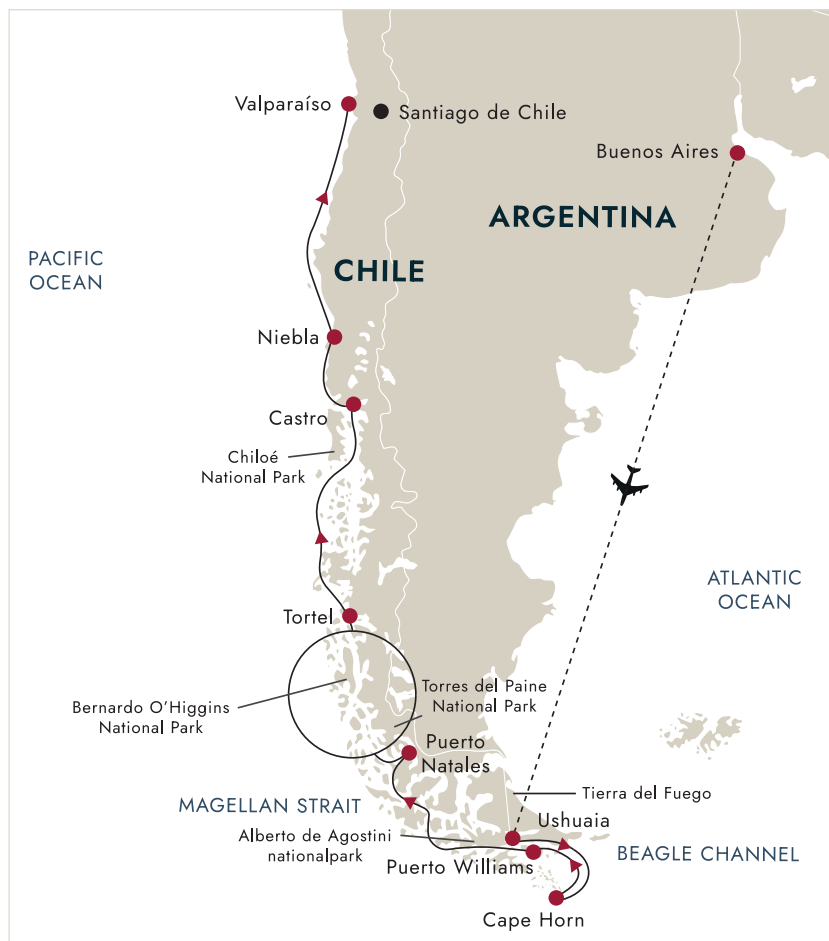 Valparaíso
Santiago de Chile
Buenos Aires
ARGENTINA
PACIFIC
OCEAN
CHILE
Niebla
Castro
Chiloé
National Park
ATLANTIC
OCEAN
Tortel
Torres del Paine
National Park
Bernardo O'Higgins
National Park
Puerto
Natales
Tierra del Fuego
MAGELLAN STRAIT
Ushuaia
Alberto de Agostini
nationalpark
BEAGLE CHANNEL
Puerto Williams
Cape Horn